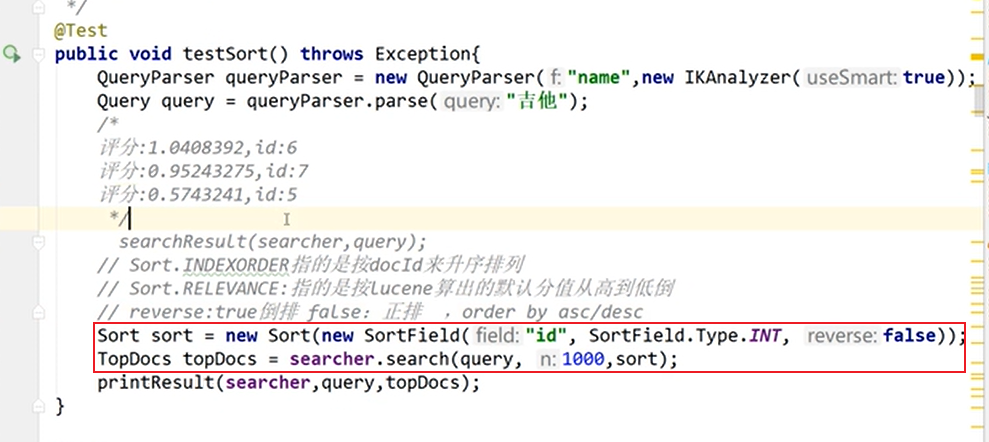 */
@Test
public void testSort() throws Exception{
QueryParser queryParser = new QueryParser( f: "name",new IKAnalyzer( useSmart: true));
Query query = queryParser.parse( query: "吉他");
/*
评分:1.0408392,id:6
评分:0.95243275,id:7
评分:0.5743241,id:5
*/
searchResult(searcher,query);
// Sort.INDEXORDER指的是按docId来升序排列
// Sort.RELEVANCE:指的是按lucene算出的默认分值从高到低倒
// reverse:true倒排 false: 正排 ，order by asc/desc
Sort sort = new Sort(new SortField( field: "id", SortField.Type.INT, reverse: false));
TopDocs topDocs = searcher.search(query, n: 1000,sort);
printResult(searcher,query,topDocs);
}